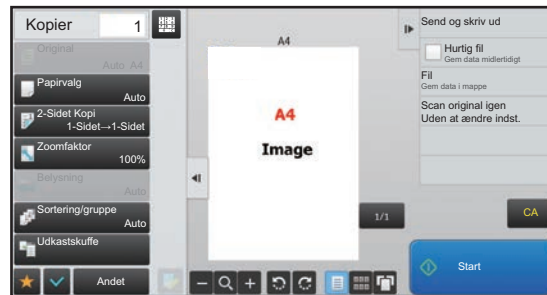 Kopier 1
Original
Auto A4
Papirvalg
Auto
2-Sidet Kopi
1-Sidet→1-Sidet
Zoomfaktor
100%
Belysning
Auto
Sortering/gruppe
Auto
Udkastskuffe
Andet
A4
A4
Image
1/1
Send og skriv ud
Hurtig fil
Gem data midlertidigt
Fil
Gem data i mappe
Scan original igen
Uden at ændre indst.
CA
Start